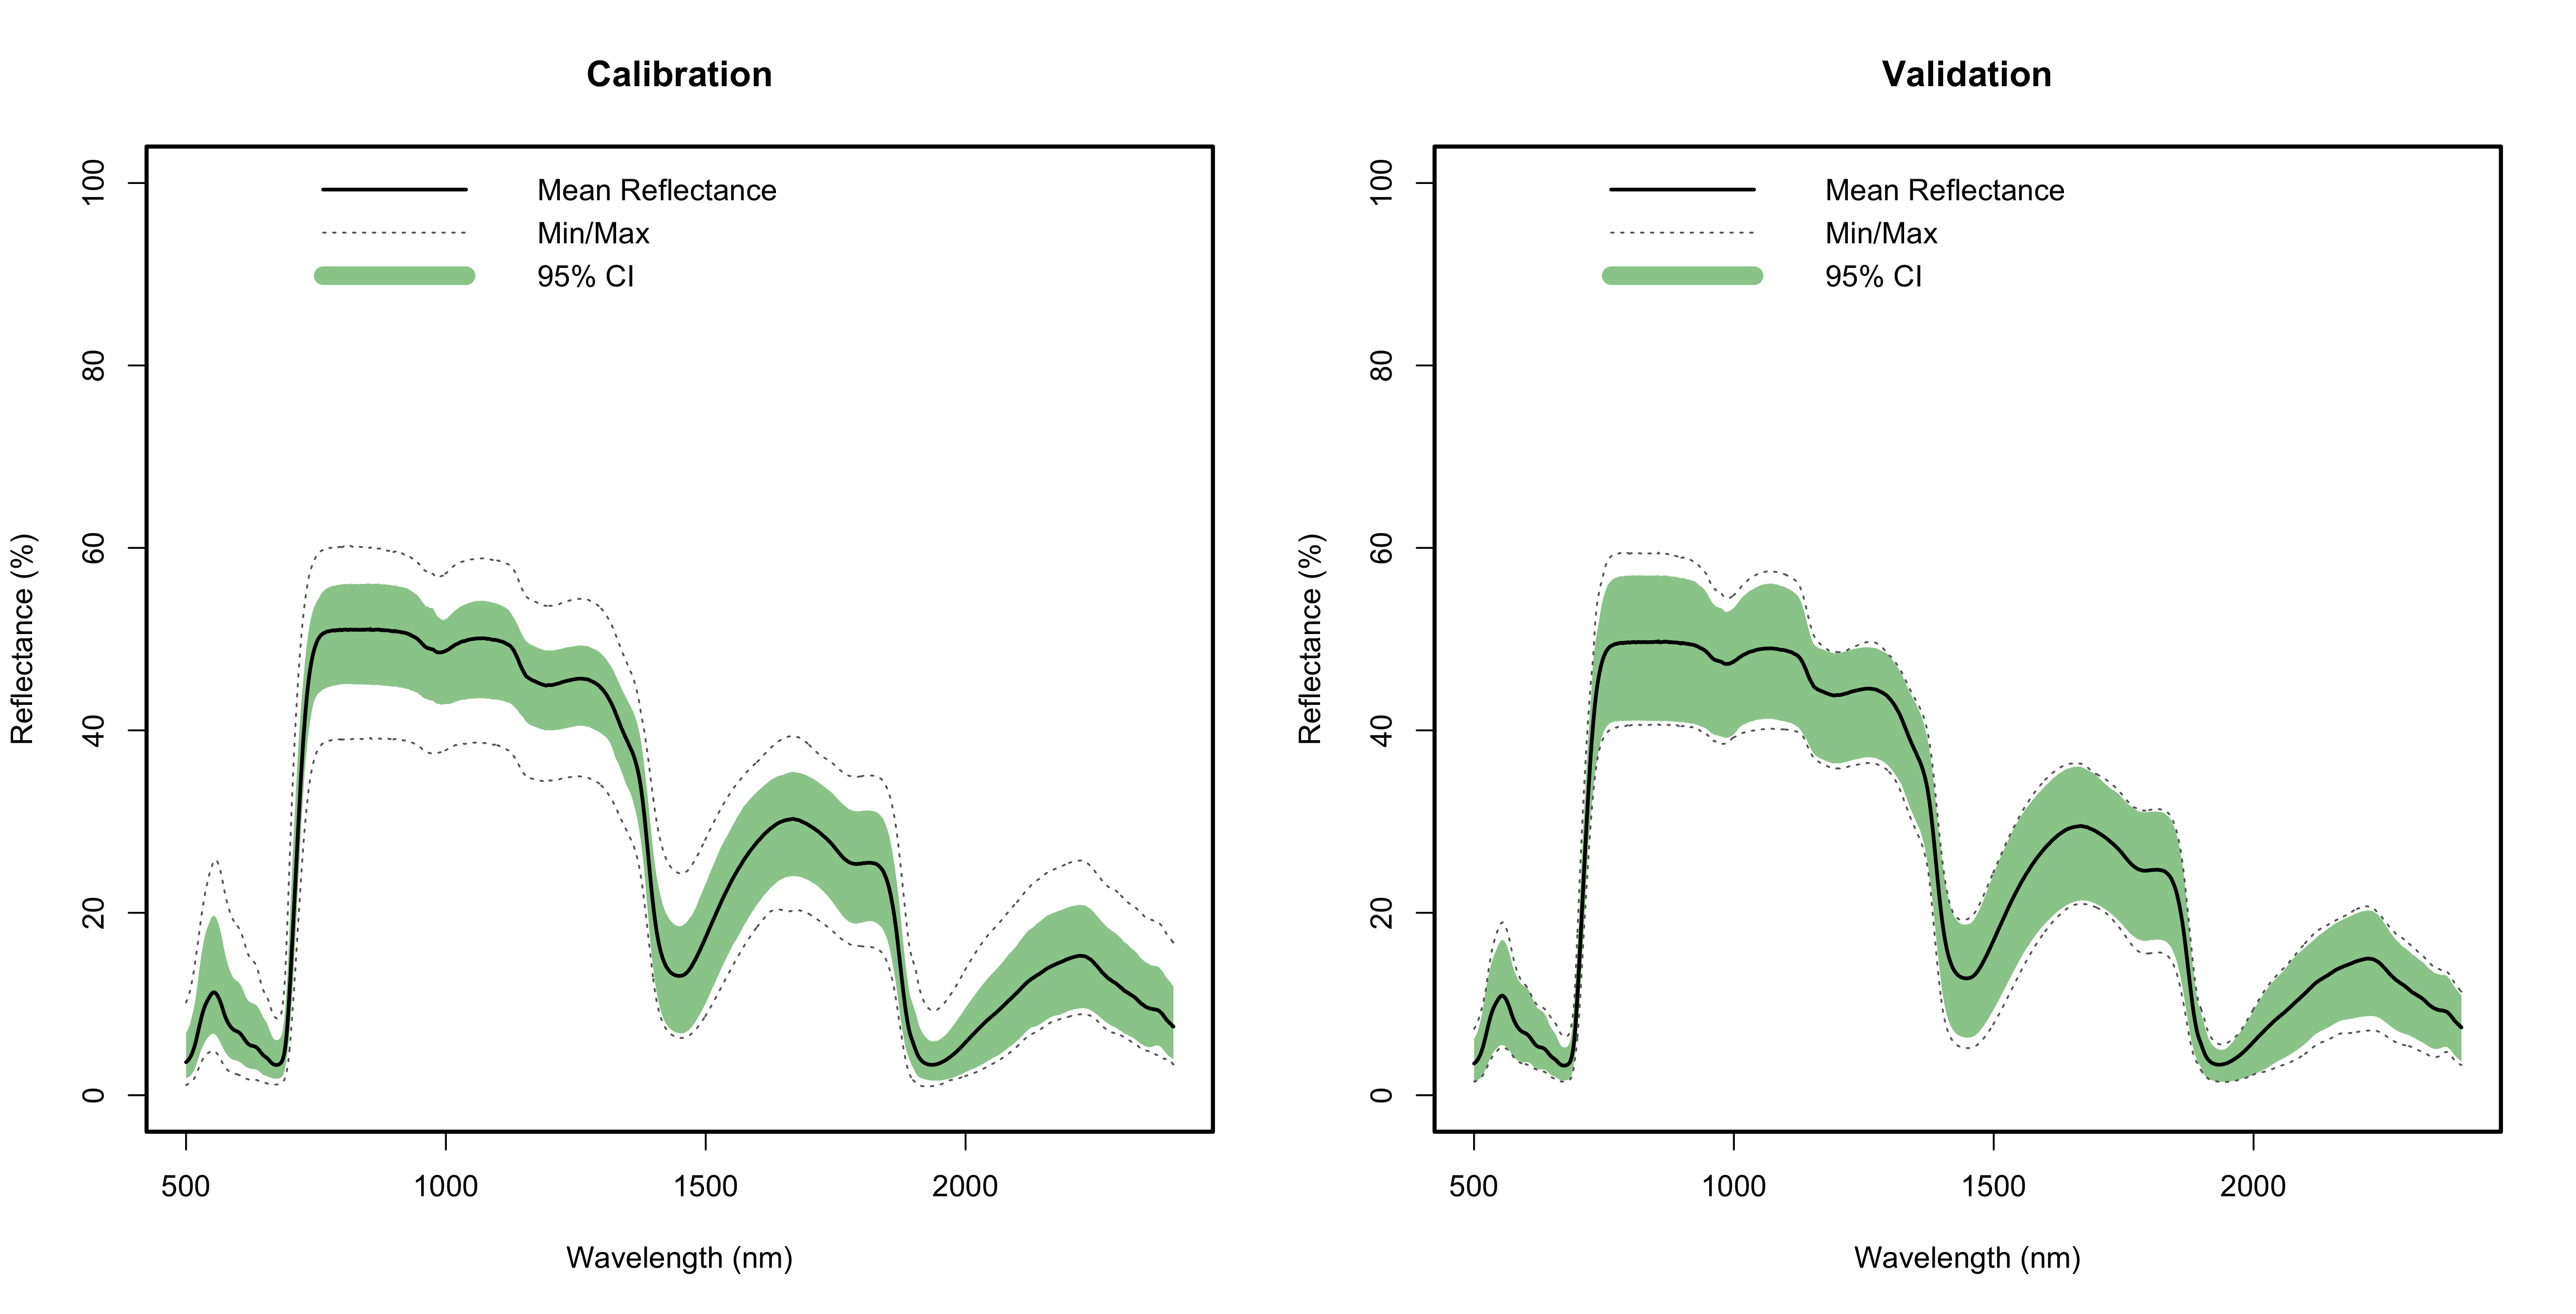 Calibration
Mean Reflectance
Min/Max
95% CI
Reflectance (%)
100
80
60
40
20
0
500 1000 1500 2000
Wavelength (nm)
Validation
Mean Reflectance
Min/Max
95% CI
Reflectance (%)
100
80
60
40
20
0
500 1000 1500 2000
Wavelength (nm)